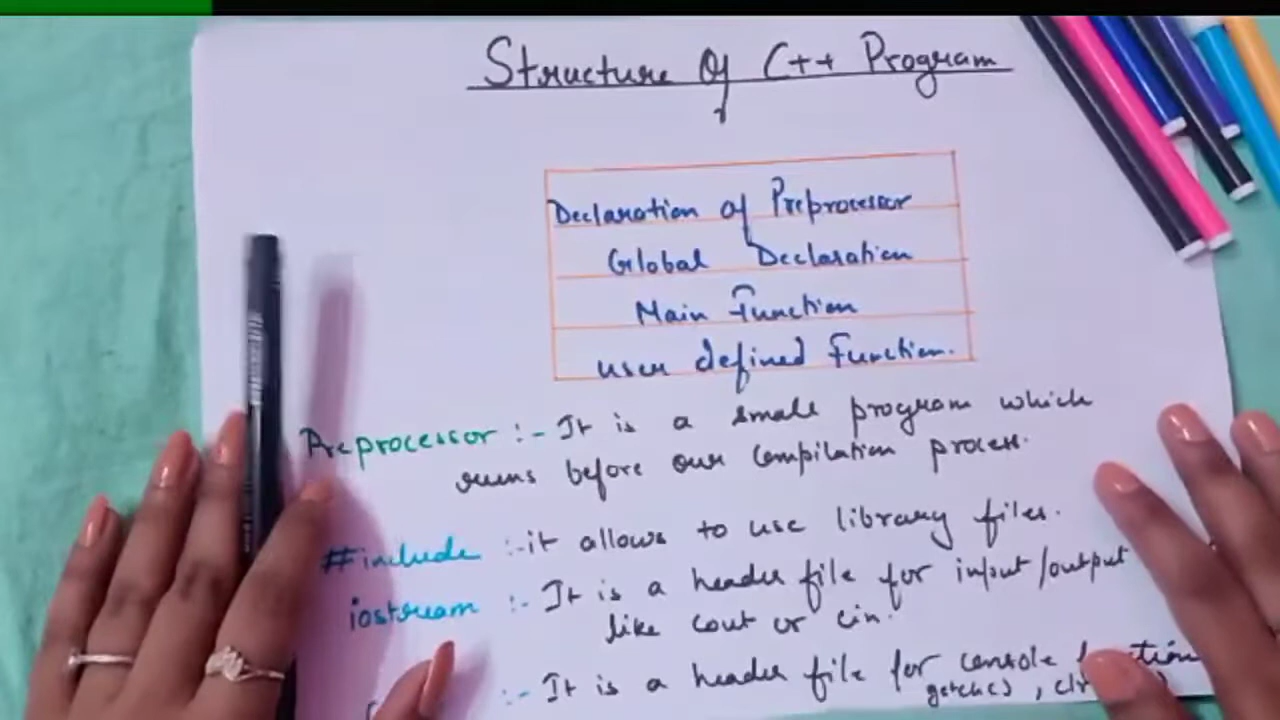 Structure Of C++ Program
Declaration of Preprocessor
Global Declaration
Main Function
user defined Function.
Preprocessor :- It is a small program which
runs before our compilation process.
#include :- it allows to use library files.
iostream :- It is a header file for input/output
like cout or cin.
:- It is a header file for console
getch(),